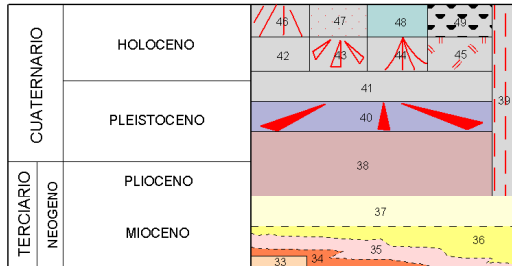 CUATERNARIO
HOLOCENO
PLEISTOCENO
TERCIARIO
NEOGENO
PLIOCENO
MIOCENO
46 47 48 49
42 43 44 45
39
41
40
38
37
36
35
34
33